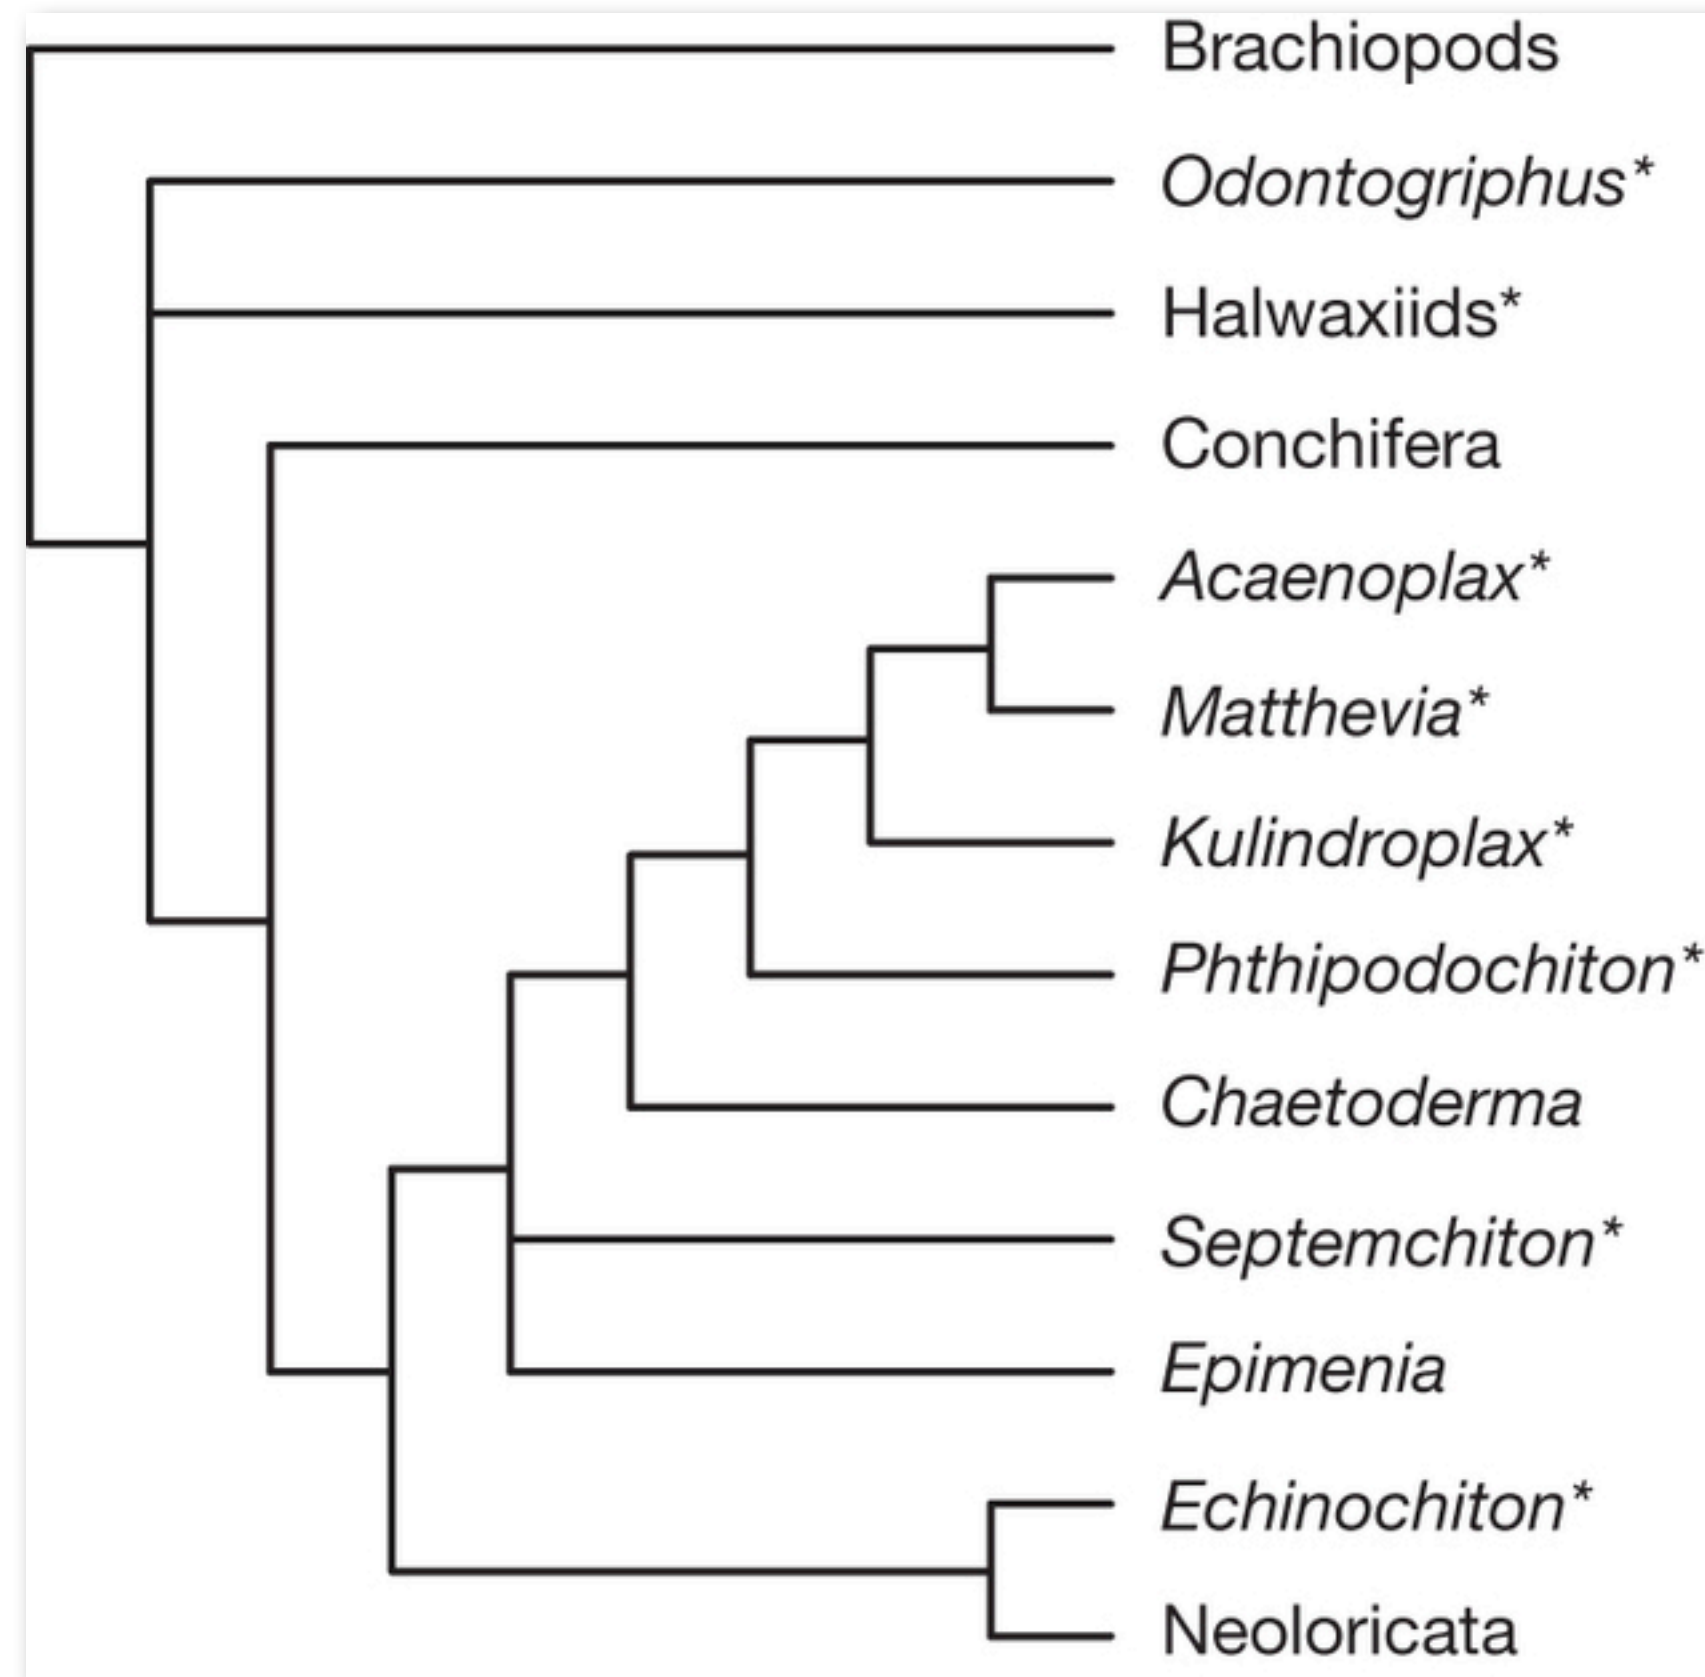 Brachiopods
Odontogriphus*
Halwaxiids*
Conchifera
Acaenoplax*
Matthevia*
Kulindroplax*
Phthipodochiton*
Chaetoderma
Septemchiton*
Epimenia
Echinochiton*
Neoloricata